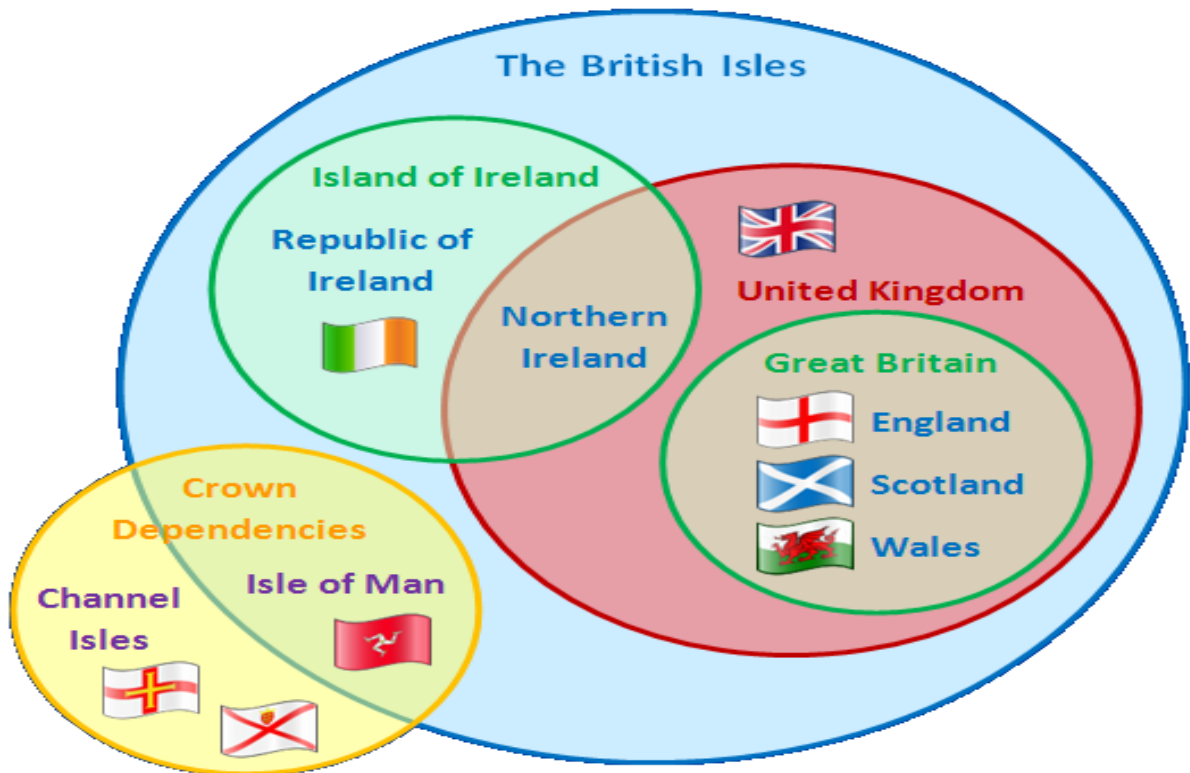 The British Isles
Island of Ireland
Republic of
Ireland
Northern
Ireland
United Kingdom
Great Britain
England
Scotland
Wales
Crown
Dependencies
Isle of Man
Channel
Isles